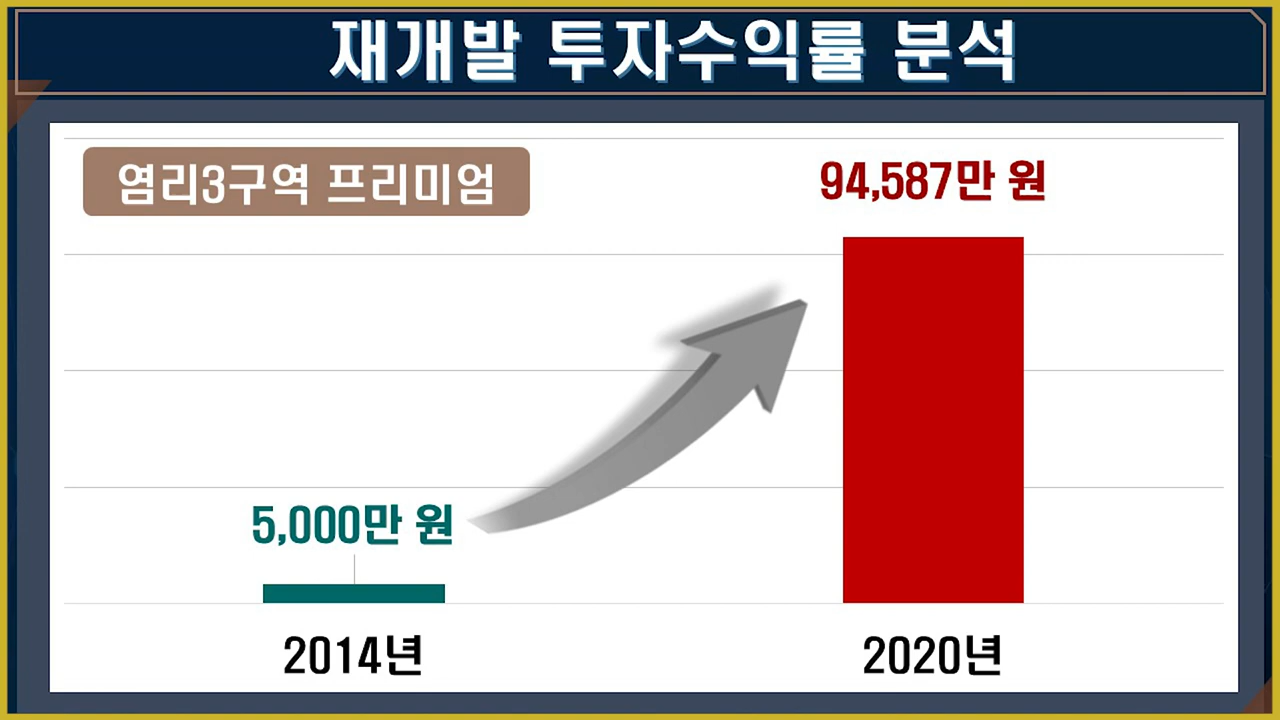 재개발 투자수익률 분석
염리3구역 프리미엄
94,587만 원
5,000만 원
2014년
2020년